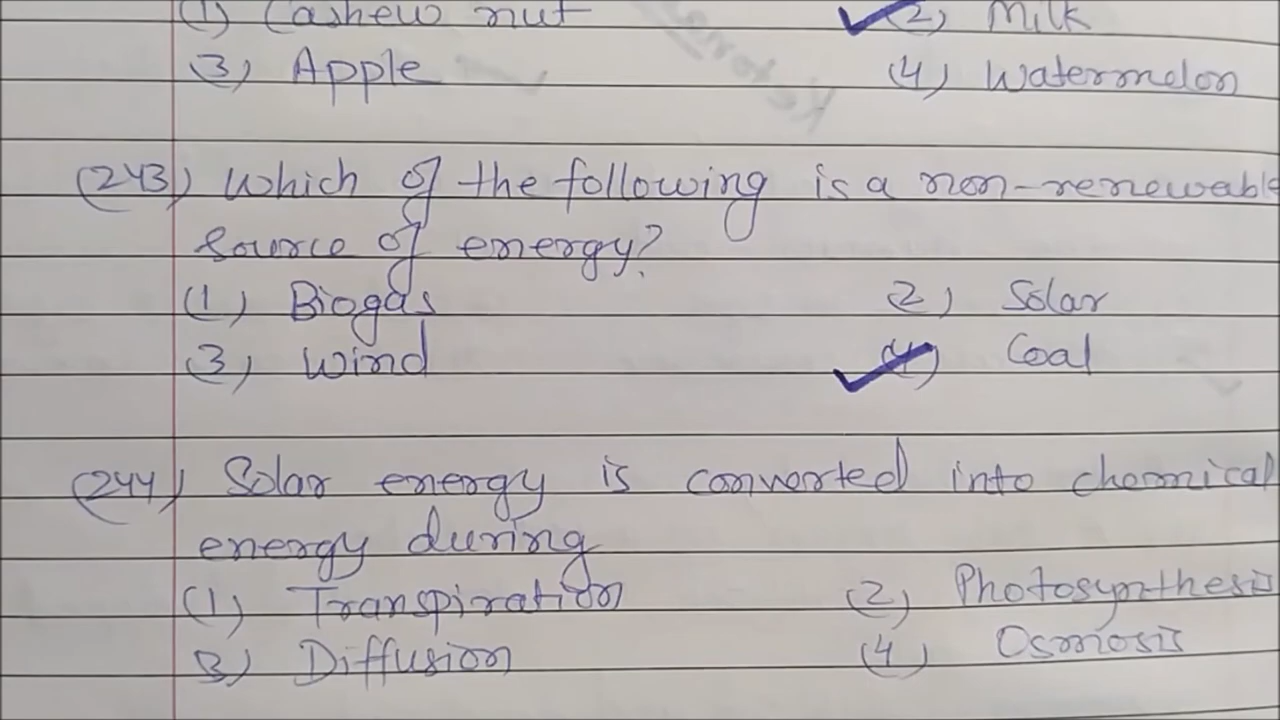 (1) Cashew nut (2) Milk
3) Apple (4) Watermelon
(243) Which of the following is a non-renewable
source of energy?
(1) Biogas 2) Solar
(3) Wind (4) Coal
(244) Solar energy is converted into chemical
energy during
(1) Transpiration (2) Photosynthesis
3) Diffusion (4) Osmosis